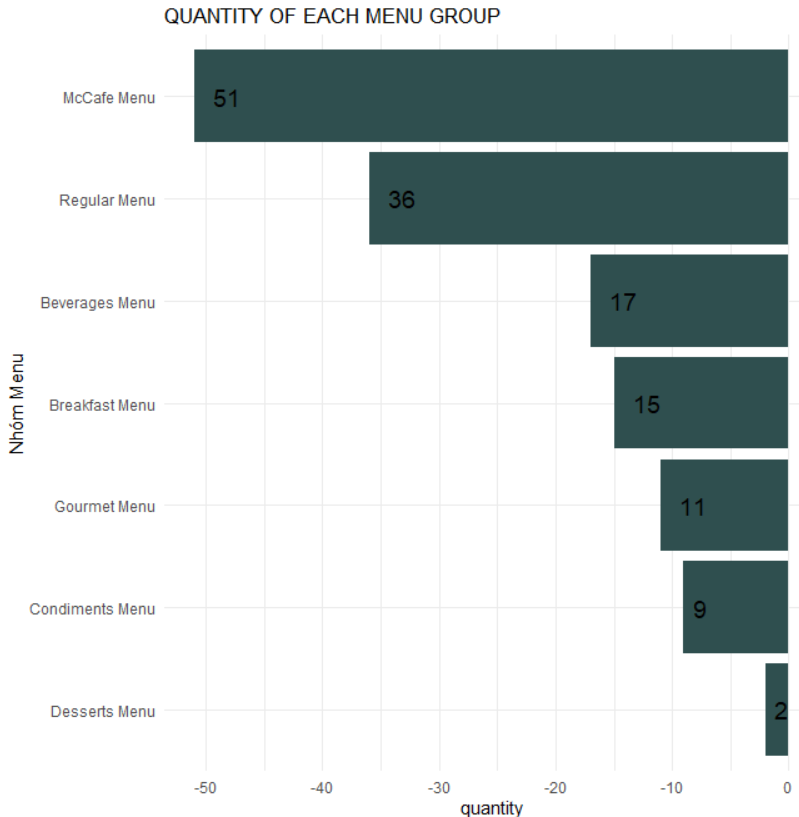 QUANTITY OF EACH MENU GROUP
McCafe Menu
51
Regular Menu
36
Beverages Menu
17
Breakfast Menu
15
Gourmet Menu
11
Condiments Menu
9
Desserts Menu
2
Nhóm Menu
-50 -40 -30 -20 -10 0
quantity